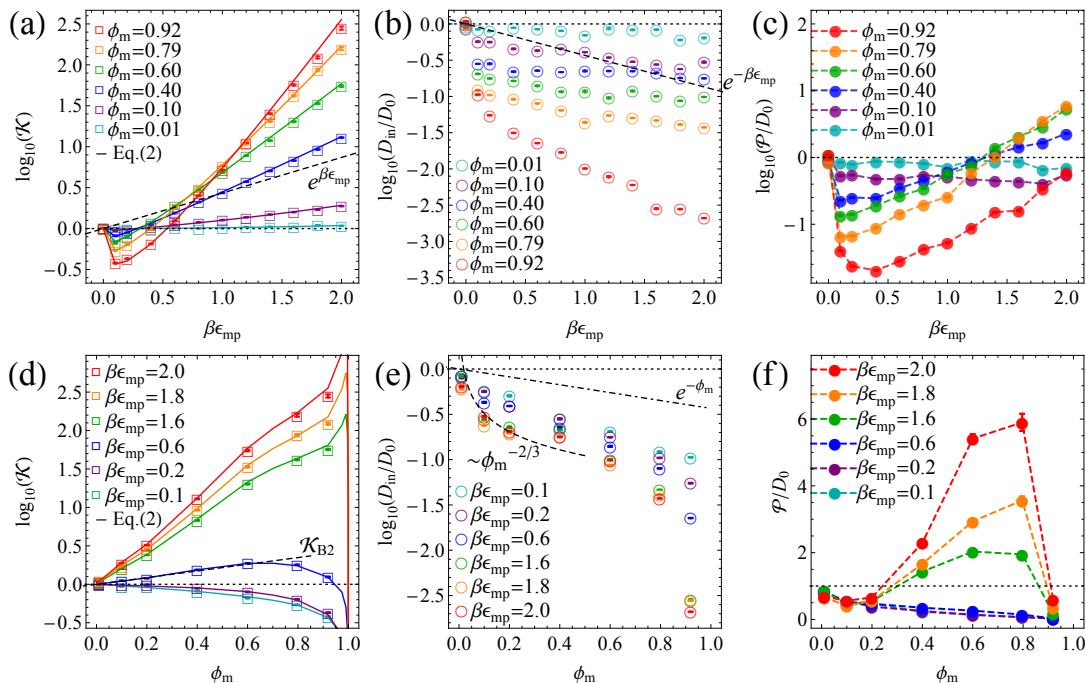 (a)
ϕm=0.92
ϕm=0.79
ϕm=0.60
ϕm=0.40
ϕm=0.10
ϕm=0.01
− Eq.(2)
e^βϵmp
log10(𝒦)
2.5
2.0
1.5
1.0
0.5
0.0
−0.5
0.0 0.5 1.0 1.5 2.0
βϵmp
(b)
e^−βϵmp
ϕm=0.01
ϕm=0.10
ϕm=0.40
ϕm=0.60
ϕm=0.79
ϕm=0.92
log10(Din/D0)
0.0
−0.5
−1.0
−1.5
−2.0
−2.5
−3.0
−3.5
0.0 0.5 1.0 1.5 2.0
βϵmp
(c)
ϕm=0.92
ϕm=0.79
ϕm=0.60
ϕm=0.40
ϕm=0.10
ϕm=0.01
log10(𝒫/D0)
1
0
−1
0.0 0.5 1.0 1.5 2.0
βϵmp
(d)
βϵmp=2.0
βϵmp=1.8
βϵmp=1.6
βϵmp=0.6
βϵmp=0.2
βϵmp=0.1
− Eq.(2)
𝒦B2
log10(𝒦)
2.5
2.0
1.5
1.0
0.5
0.0
−0.5
0.0 0.2 0.4 0.6 0.8 1.0
ϕm
(e)
e^−ϕm
~ϕm^−2/3
βϵmp=0.1
βϵmp=0.2
βϵmp=0.6
βϵmp=1.6
βϵmp=1.8
βϵmp=2.0
log10(Din/D0)
0.0
−0.5
−1.0
−1.5
−2.0
−2.5
0.0 0.2 0.4 0.6 0.8 1.0
ϕm
(f)
βϵmp=2.0
βϵmp=1.8
βϵmp=1.6
βϵmp=0.6
βϵmp=0.2
βϵmp=0.1
𝒫/D0
6
4
2
0
0.0 0.2 0.4 0.6 0.8 1.0
ϕm